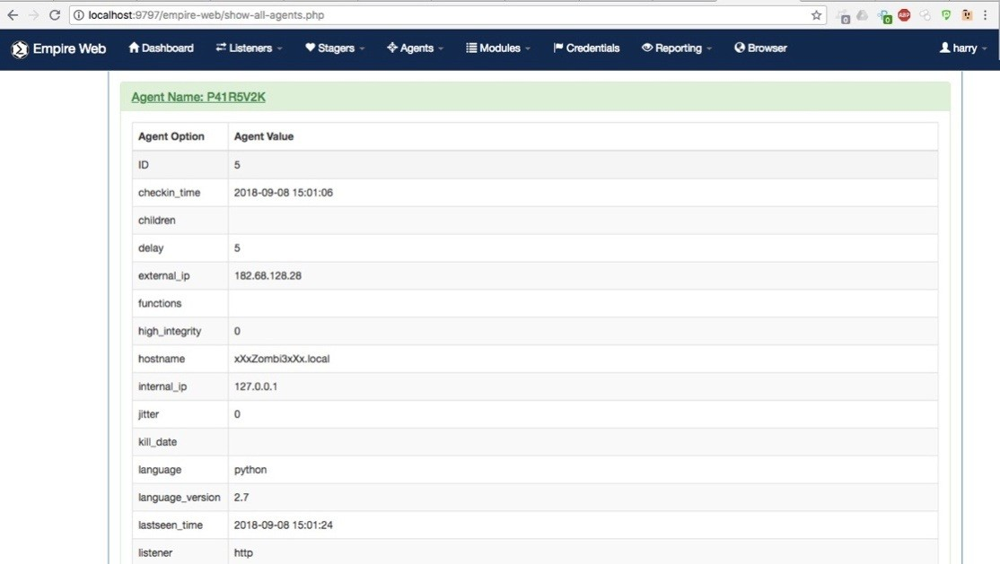 localhost:9797/empire-web/show-all-agents.php
0 0 ABP
Empire Web Dashboard Listeners Stagers Agents Modules Credentials Reporting Browser harry
Agent Name: P41R5V2K
Agent Option Agent Value
ID 5
checkin_time 2018-09-08 15:01:06
children
delay 5
external_ip 182.68.128.28
functions
high_integrity 0
hostname xXxZombi3xXx.local
internal_ip 127.0.0.1
jitter 0
kill_date
language python
language_version 2.7
lastseen_time 2018-09-08 15:01:24
listener http